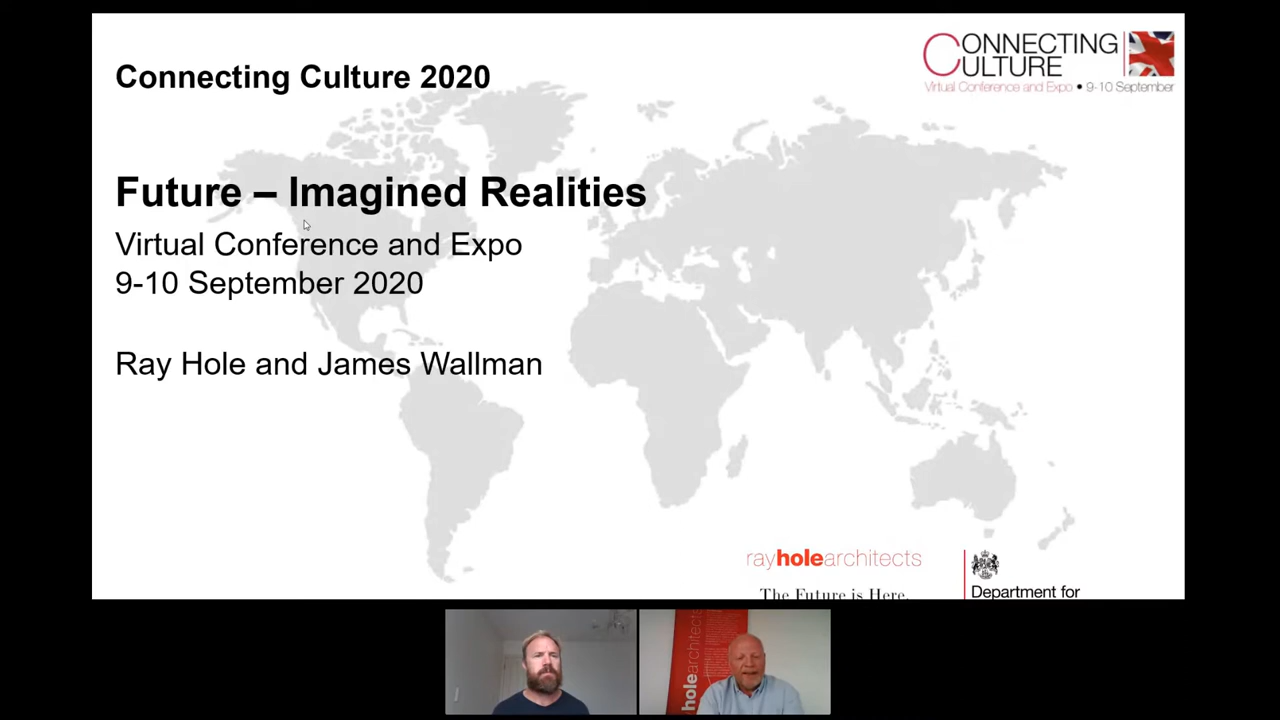 Connecting Culture 2020
CONNECTING
CULTURE
Virtual Conference and Expo • 9-10 September
Future – Imagined Realities
Virtual Conference and Expo
9-10 September 2020
Ray Hole and James Wallman
rayholearchitects
The Future is Here.
Department for
holearchitects